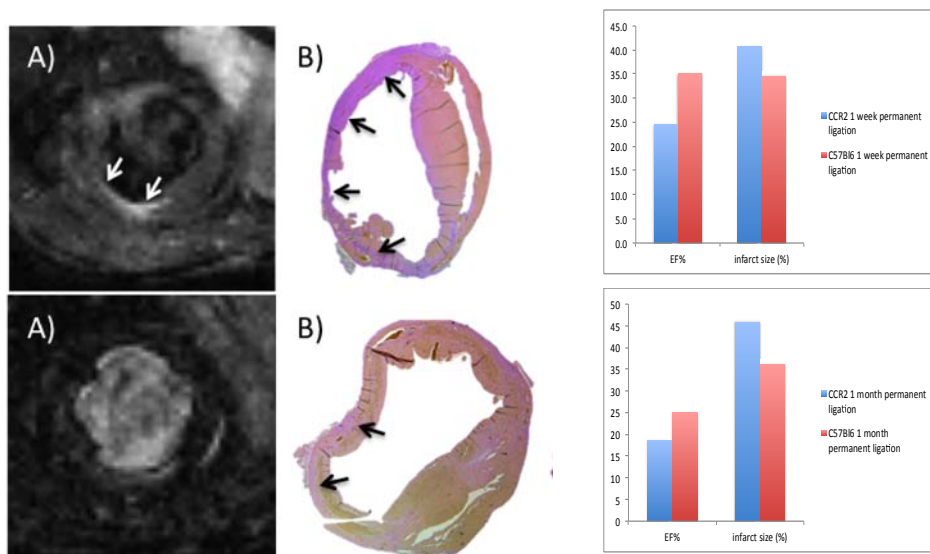 A)
B)
45.0
40.0
35.0
30.0
25.0
20.0
15.0
10.0
5.0
0.0
EF%
infarct size (%)
CCR2 1 week permanent
ligation
C57Bl6 1 week permanent
ligation
A)
B)
50
45
40
35
30
25
20
15
10
5
0
EF%
infarct size (%)
CCR2 1 month permanent
ligation
C57Bl6 1 month
permanent ligation